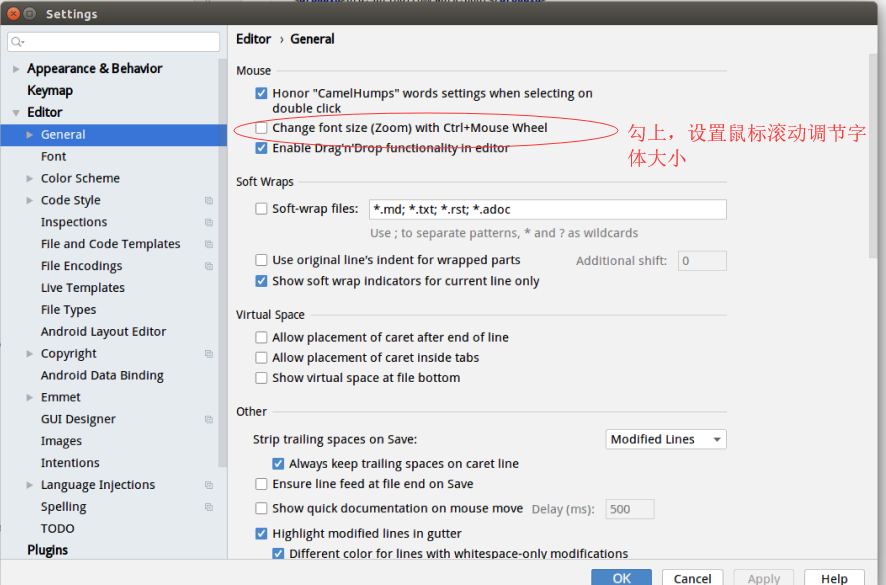 Settings
Editor › General
Appearance & Behavior
Keymap
Editor
General
Font
Color Scheme
Code Style
Inspections
File and Code Templates
File Encodings
Live Templates
File Types
Android Layout Editor
Copyright
Android Data Binding
Emmet
GUI Designer
Images
Intentions
Language Injections
Spelling
TODO
Plugins
Mouse
Honor "CamelHumps" words settings when selecting on
double click
Change font size (Zoom) with Ctrl+Mouse Wheel
Enable Drag'n'Drop functionality in editor
勾上，设置鼠标滚动调节字
体大小
Soft Wraps
Soft-wrap files: *.md; *.txt; *.rst; *.adoc
Use ; to separate patterns, * and ? as wildcards
Use original line's indent for wrapped parts Additional shift: 0
Show soft wrap indicators for current line only
Virtual Space
Allow placement of caret after end of line
Allow placement of caret inside tabs
Show virtual space at file bottom
Other
Strip trailing spaces on Save: Modified Lines
Always keep trailing spaces on caret line
Ensure line feed at file end on Save
Show quick documentation on mouse move Delay (ms): 500
Highlight modified lines in gutter
Different color for lines with whitespace-only modifications
OK Cancel Apply Help